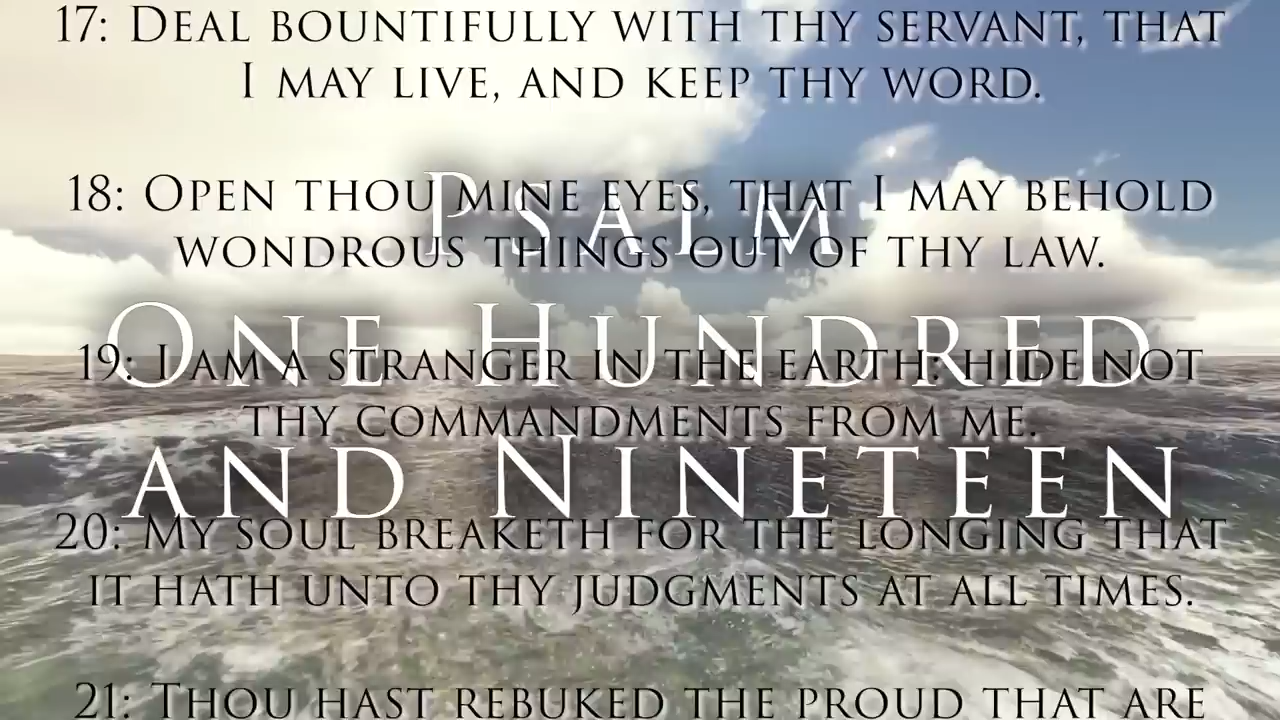 17: Deal bountifully with thy servant, that
I may live, and keep thy word.
18: Open thou mine eyes, that I may behold
wondrous things out of thy law.
Psalm
One Hundred
and Nineteen
19: I am a stranger in the earth: hide not
thy commandments from me.
20: My soul breaketh for the longing that
it hath unto thy judgments at all times.
21: Thou hast rebuked the proud that are